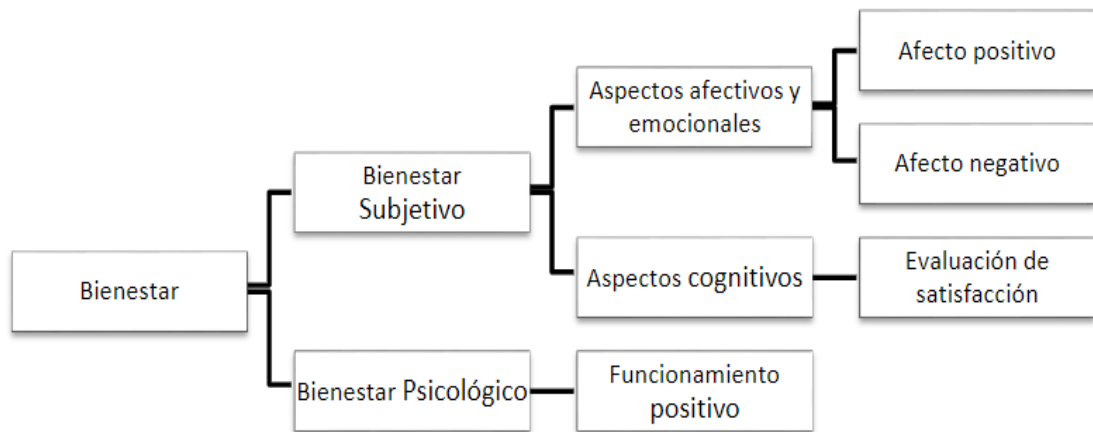 Afecto positivo
Aspectos afectivos y
emocionales
Afecto negativo
Bienestar
Subjetivo
Aspectos cognitivos
Evaluación de
satisfacción
Bienestar
Bienestar Psicológico
Funcionamiento
positivo